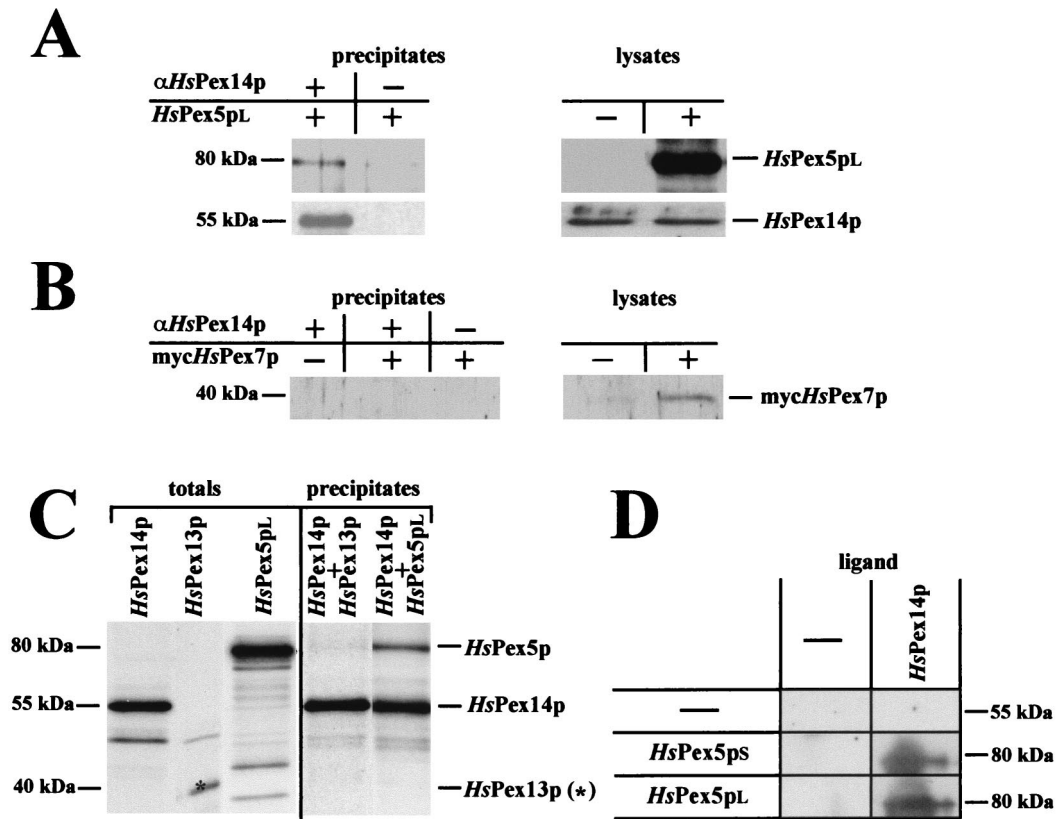 A
precipitates
lysates
αHsPex14p + −
HsPex5pL + + − +
80 kDa HsPex5pL
55 kDa HsPex14p
B
precipitates
lysates
αHsPex14p + + −
mycHsPex7p − + + − +
40 kDa mycHsPex7p
C
totals
precipitates
HsPex14p
HsPex13p
HsPex5pL
HsPex14p + HsPex13p
HsPex14p + HsPex5pL
80 kDa HsPex5p
55 kDa HsPex14p
40 kDa * HsPex13p (*)
D
ligand
— HsPex14p
— 55 kDa
HsPex5pS 80 kDa
HsPex5pL 80 kDa